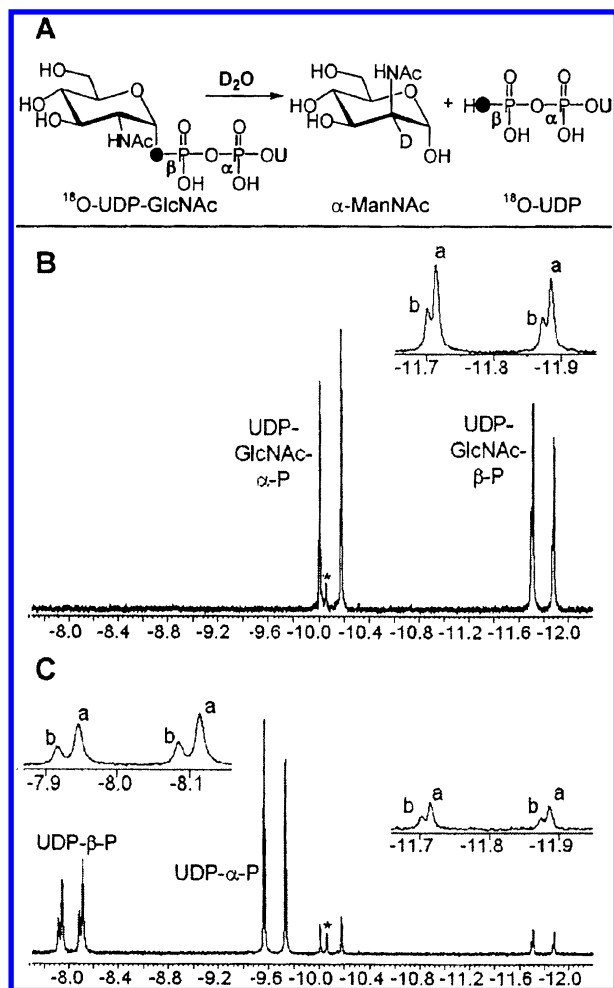 A
HO
O
D₂O
HO
HO
NAc
HN
O
O
P
O
P
OU
β
α
OH
OH
¹⁸O-UDP-GlcNAc
HNAc
HO
HO
HO
O
D
OH
α-ManNAc
+
H
O
O
P
O
P
OU
β
α
OH
OH
¹⁸O-UDP
B
a
b
a
b
-11.7 -11.8 -11.9
UDP-
GlcNAc-
α-P
*
UDP-
GlcNAc-
β-P
-8.0 -8.4 -8.8 -9.2 -9.6 -10.0 -10.4 -10.8 -11.2 -11.6 -12.0
C
a
b
a
b
-7.9 -8.0 -8.1
UDP-β-P
UDP-α-P
*
a
b
a
b
-11.7 -11.8 -11.9
-8.0 -8.4 -8.8 -9.2 -9.6 -10.0 -10.4 -10.8 -11.2 -11.6 -12.0